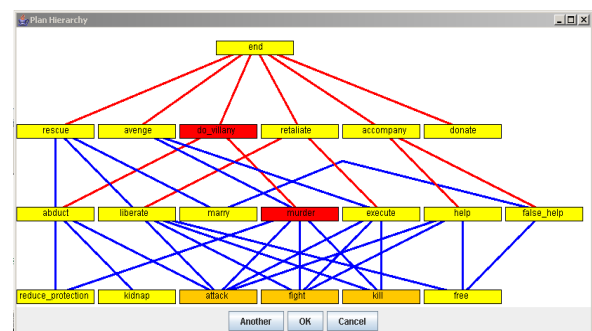 Plan Hierarchy
end
rescue avenge do_villany retaliate accompany donate
abduct liberate marry murder execute help false_help
reduce_protection kidnap attack fight kill free
Another OK Cancel